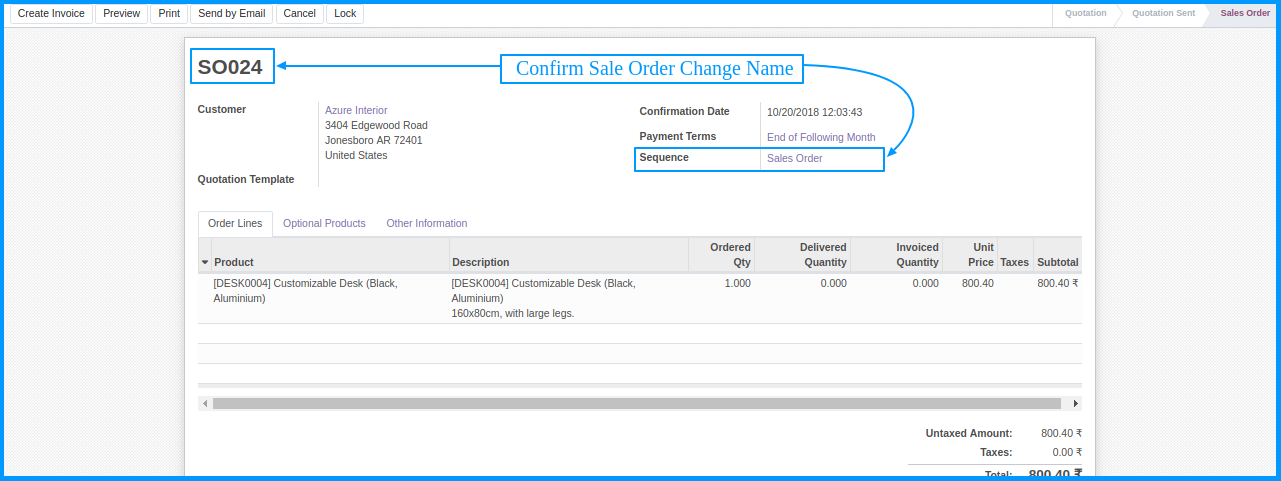 Create Invoice Preview Print Send by Email Cancel Lock Quotation Quotation Sent Sales Order
SO024
Confirm Sale Order Change Name
Customer
Azure Interior
3404 Edgewood Road
Jonesboro AR 72401
United States
Quotation Template
Confirmation Date 10/20/2018 12:03:43
Payment Terms End of Following Month
Sequence Sales Order
Order Lines Optional Products Other Information
Product Description Ordered Qty Delivered Quantity Invoiced Quantity Unit Price Taxes Subtotal
[DESK0004] Customizable Desk (Black, [DESK0004] Customizable Desk (Black, 1.000 0.000 0.000 800.40 800.40 ₹
Aluminium) Aluminium)
160x80cm, with large legs.
Untaxed Amount: 800.40 ₹
Taxes: 0.00 ₹
Total: 800.40 ₹